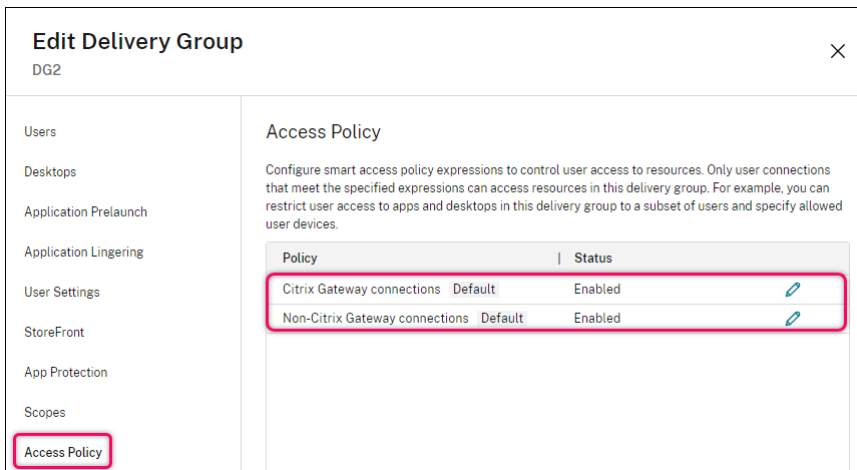 Edit Delivery Group
DG2
Users
Desktops
Application Prelaunch
Application Lingering
User Settings
StoreFront
App Protection
Scopes
Access Policy
Access Policy
Configure smart access policy expressions to control user access to resources. Only user connections
that meet the specified expressions can access resources in this delivery group. For example, you can
restrict user access to apps and desktops in this delivery group to a subset of users and specify allowed
user devices.
Policy | Status
Citrix Gateway connections Default Enabled
Non-Citrix Gateway connections Default Enabled